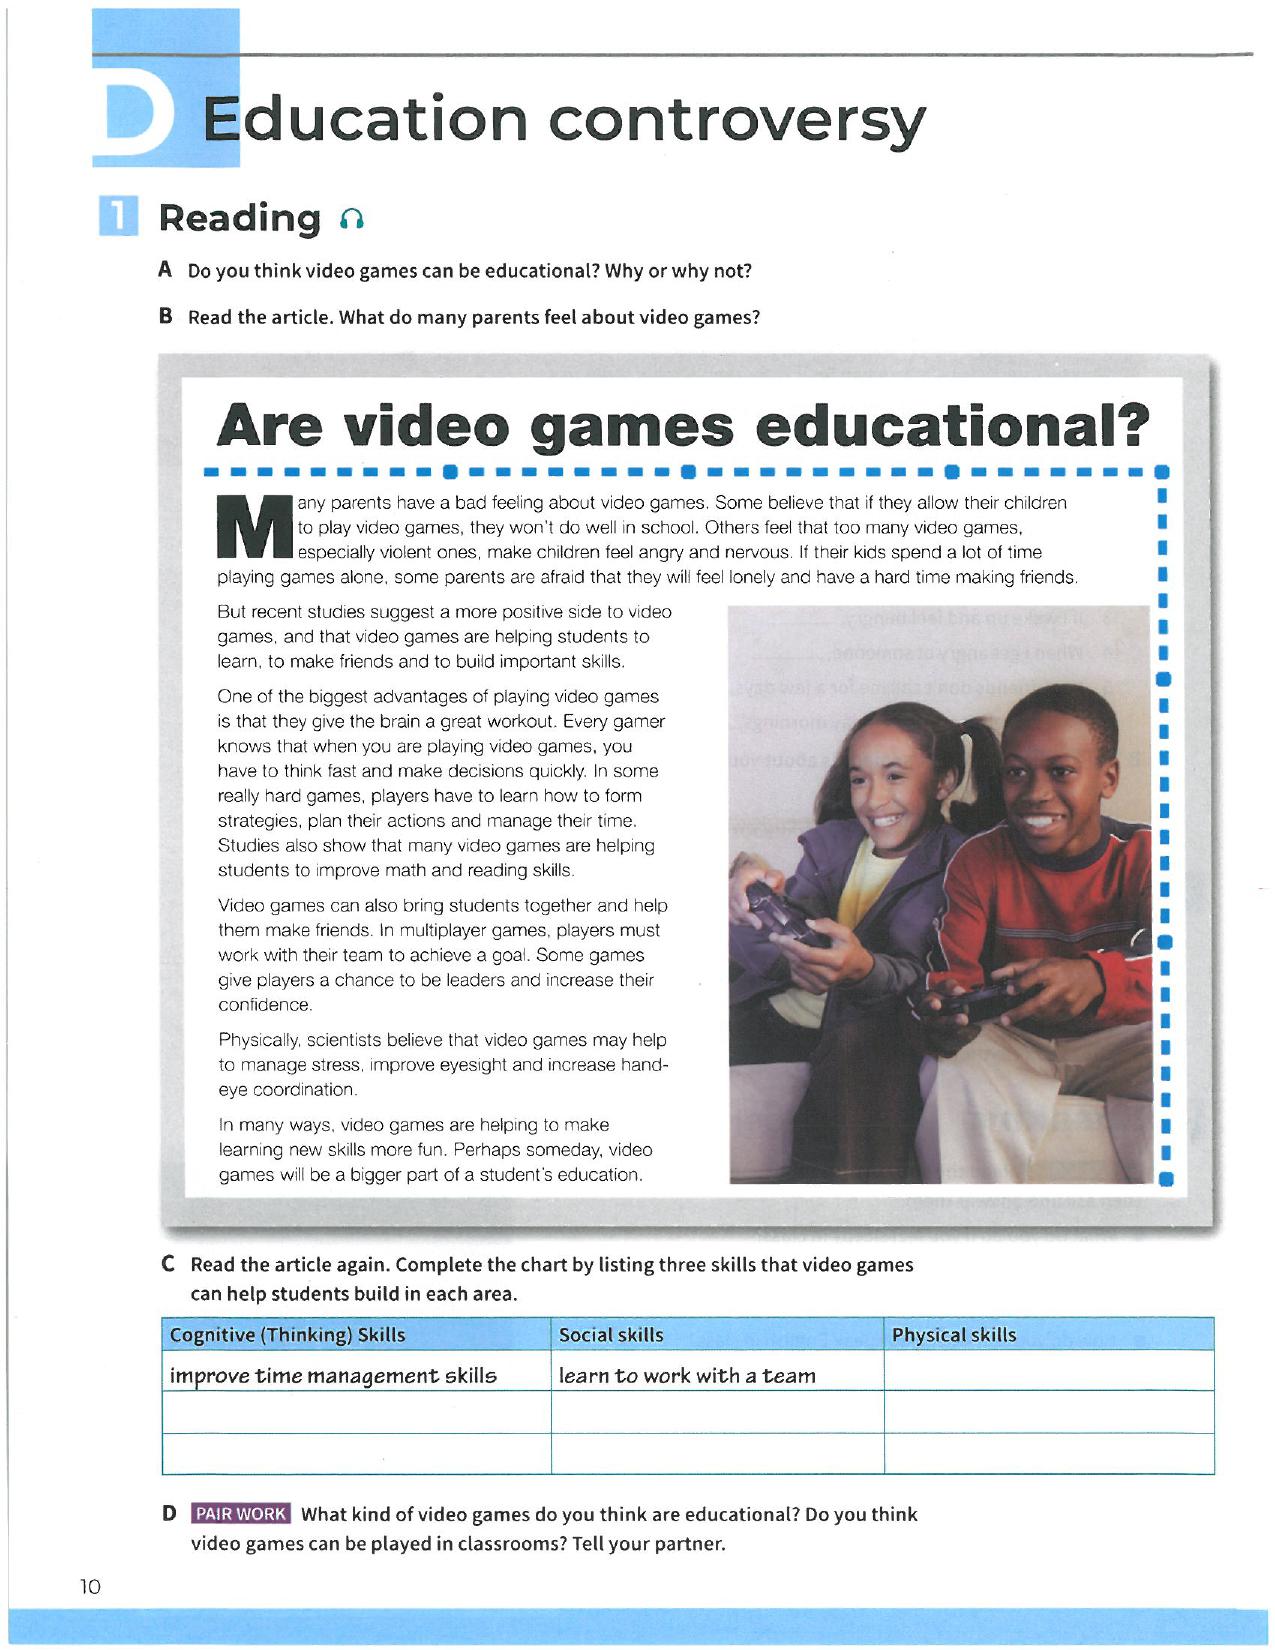 D Education controversy
1 Reading
A Do you think video games can be educational? Why or why not?
B Read the article. What do many parents feel about video games?
Are video games educational?
Many parents have a bad feeling about video games. Some believe that if they allow their children
to play video games, they won't do well in school. Others feel that too many video games,
especially violent ones, make children feel angry and nervous. If their kids spend a lot of time
playing games alone, some parents are afraid that they will feel lonely and have a hard time making friends.
But recent studies suggest a more positive side to video
games, and that video games are helping students to
learn, to make friends and to build important skills.
One of the biggest advantages of playing video games
is that they give the brain a great workout. Every gamer
knows that when you are playing video games, you
have to think fast and make decisions quickly. In some
really hard games, players have to learn how to form
strategies, plan their actions and manage their time.
Studies also show that many video games are helping
students to improve math and reading skills.
Video games can also bring students together and help
them make friends. In multiplayer games, players must
work with their team to achieve a goal. Some games
give players a chance to be leaders and increase their
confidence.
Physically, scientists believe that video games may help
to manage stress, improve eyesight and increase hand-
eye coordination.
In many ways, video games are helping to make
learning new skills more fun. Perhaps someday, video
games will be a bigger part of a student's education.
C Read the article again. Complete the chart by listing three skills that video games
can help students build in each area.
Cognitive (Thinking) Skills Social skills Physical skills
improve time management skills learn to work with a team
D PAIR WORK What kind of video games do you think are educational? Do you think
video games can be played in classrooms? Tell your partner.
10